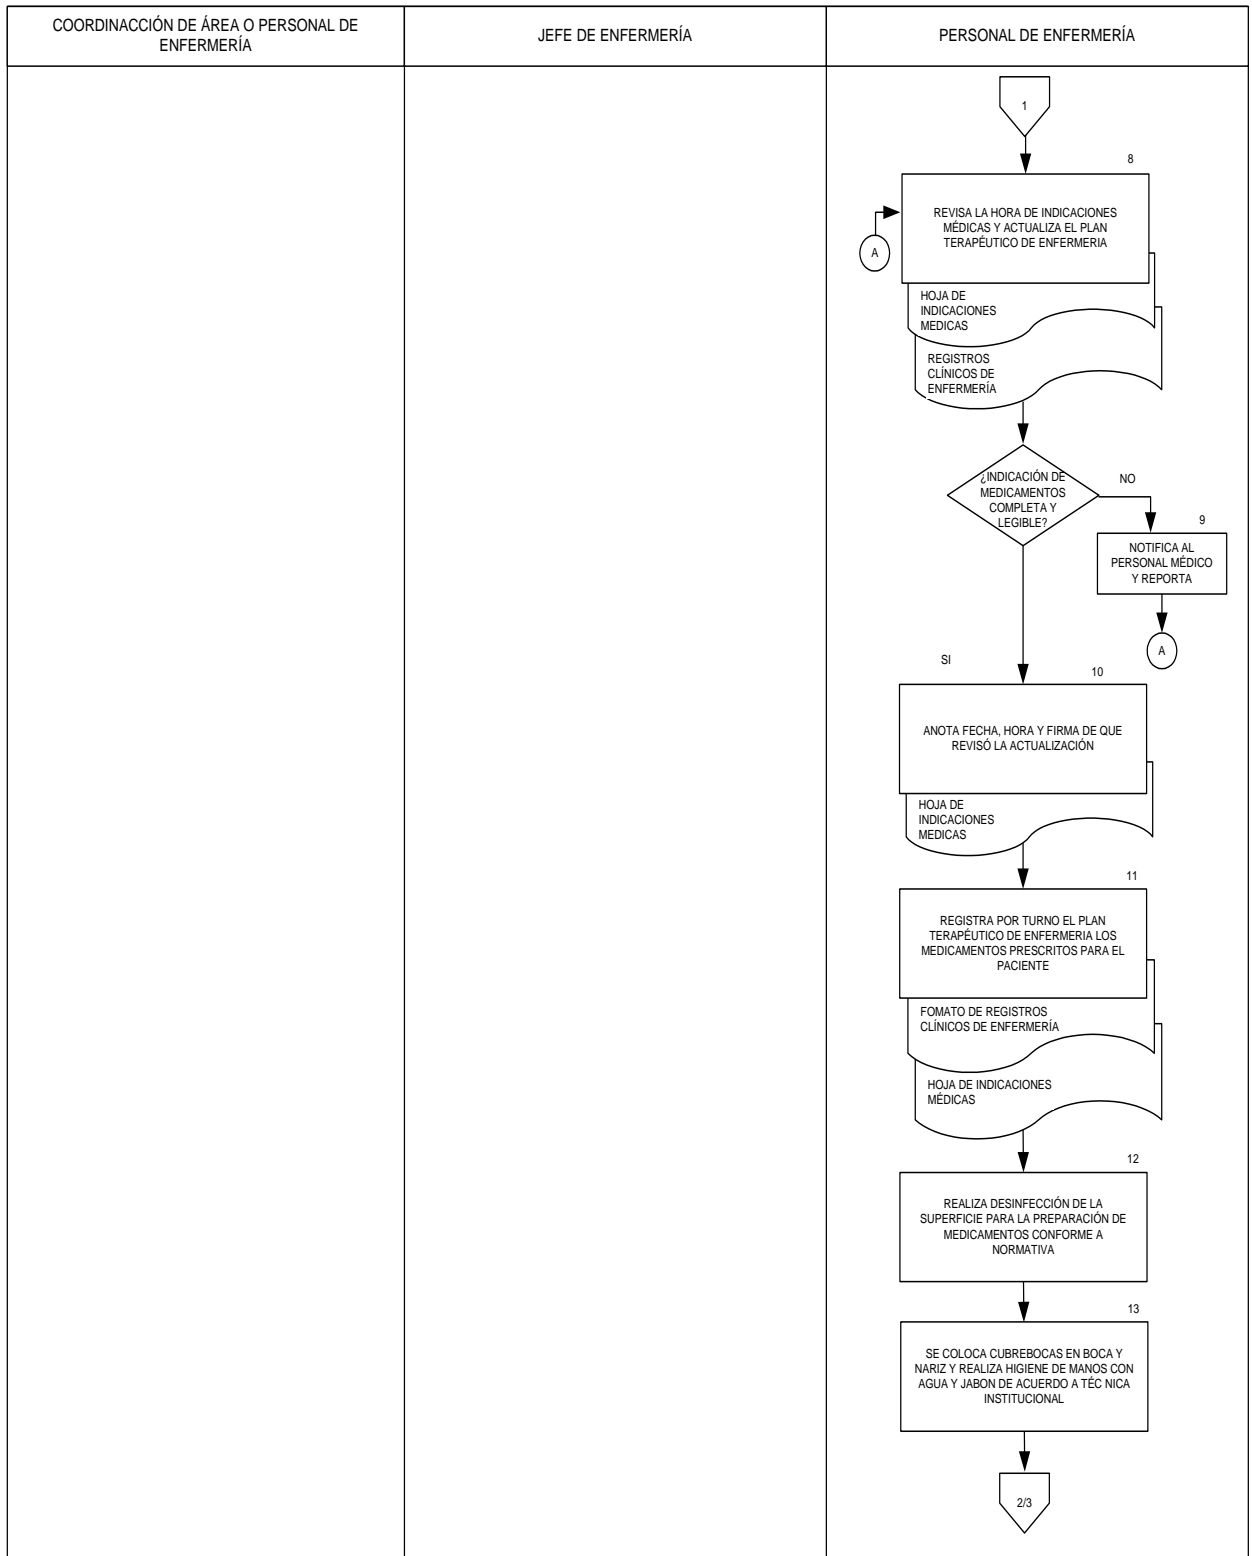 COORDINACCIÓN DE ÁREA O PERSONAL DE
ENFERMERÍA
JEFE DE ENFERMERÍA
PERSONAL DE ENFERMERÍA
1
8
REVISA LA HORA DE INDICACIONES
MÉDICAS Y ACTUALIZA EL PLAN
TERAPÉUTICO DE ENFERMERIA
A
HOJA DE
INDICACIONES
MEDICAS
REGISTROS
CLÍNICOS DE
ENFERMERÍA
¿INDICACIÓN DE
MEDICAMENTOS
COMPLETA Y
LEGIBLE?
NO
9
NOTIFICA AL
PERSONAL MÉDICO
Y REPORTA
A
SI
10
ANOTA FECHA, HORA Y FIRMA DE QUE
REVISÓ LA ACTUALIZACIÓN
HOJA DE
INDICACIONES
MEDICAS
11
REGISTRA POR TURNO EL PLAN
TERAPÉUTICO DE ENFERMERIA LOS
MEDICAMENTOS PRESCRITOS PARA EL
PACIENTE
FOMATO DE REGISTROS
CLÍNICOS DE ENFERMERÍA
HOJA DE INDICACIONES
MÉDICAS
12
REALIZA DESINFECCIÓN DE LA
SUPERFICIE PARA LA PREPARACIÓN DE
MEDICAMENTOS CONFORME A
NORMATIVA
13
SE COLOCA CUBREBOCAS EN BOCA Y
NARIZ Y REALIZA HIGIENE DE MANOS CON
AGUA Y JABON DE ACUERDO A TÉC NICA
INSTITUCIONAL
2/3